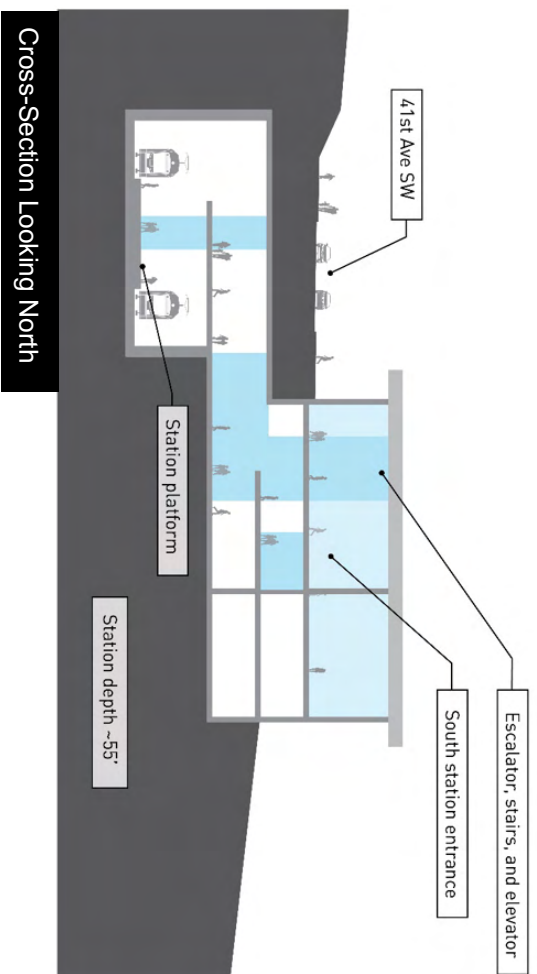 Escalator, stairs, and elevator
South station entrance
41st Ave SW
Station platform
Station depth ~55'
Cross-Section Looking North